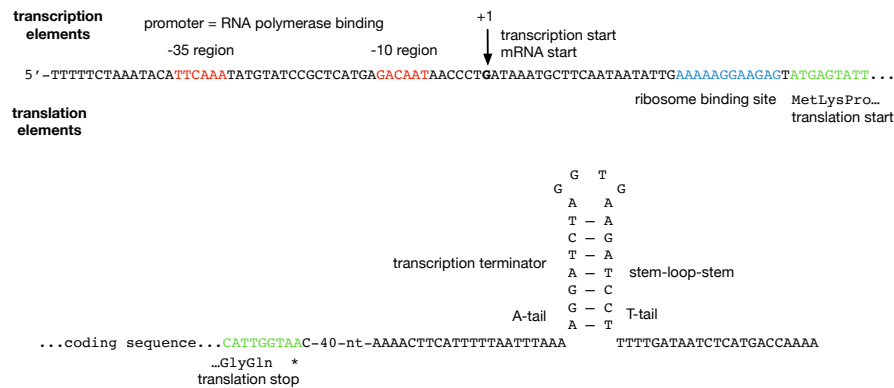 transcription
elements
promoter = RNA polymerase binding
+1
transcription start
mRNA start
-35 region
-10 region
5’-TTTTTCTAAATACATTCAAATATGTATCCGCTCATGAGACAATAACCCTGATAAATGCTTCAATAATATTGAAAAAGGAAGAGTATGAGTATT...
ribosome binding site
MetLysPro…
translation start
translation
elements
G T
G G
A A
T – A
C – G
T – A
A – T
G – C
G – C
A – T
transcription terminator
stem-loop-stem
A-tail
T-tail
...coding sequence...CATTGGTAAC-40-nt-AAAACTTCATTTTTAATTTAAA TTTTGATAATCTCATGACCAAAA
…GlyGln *
translation stop